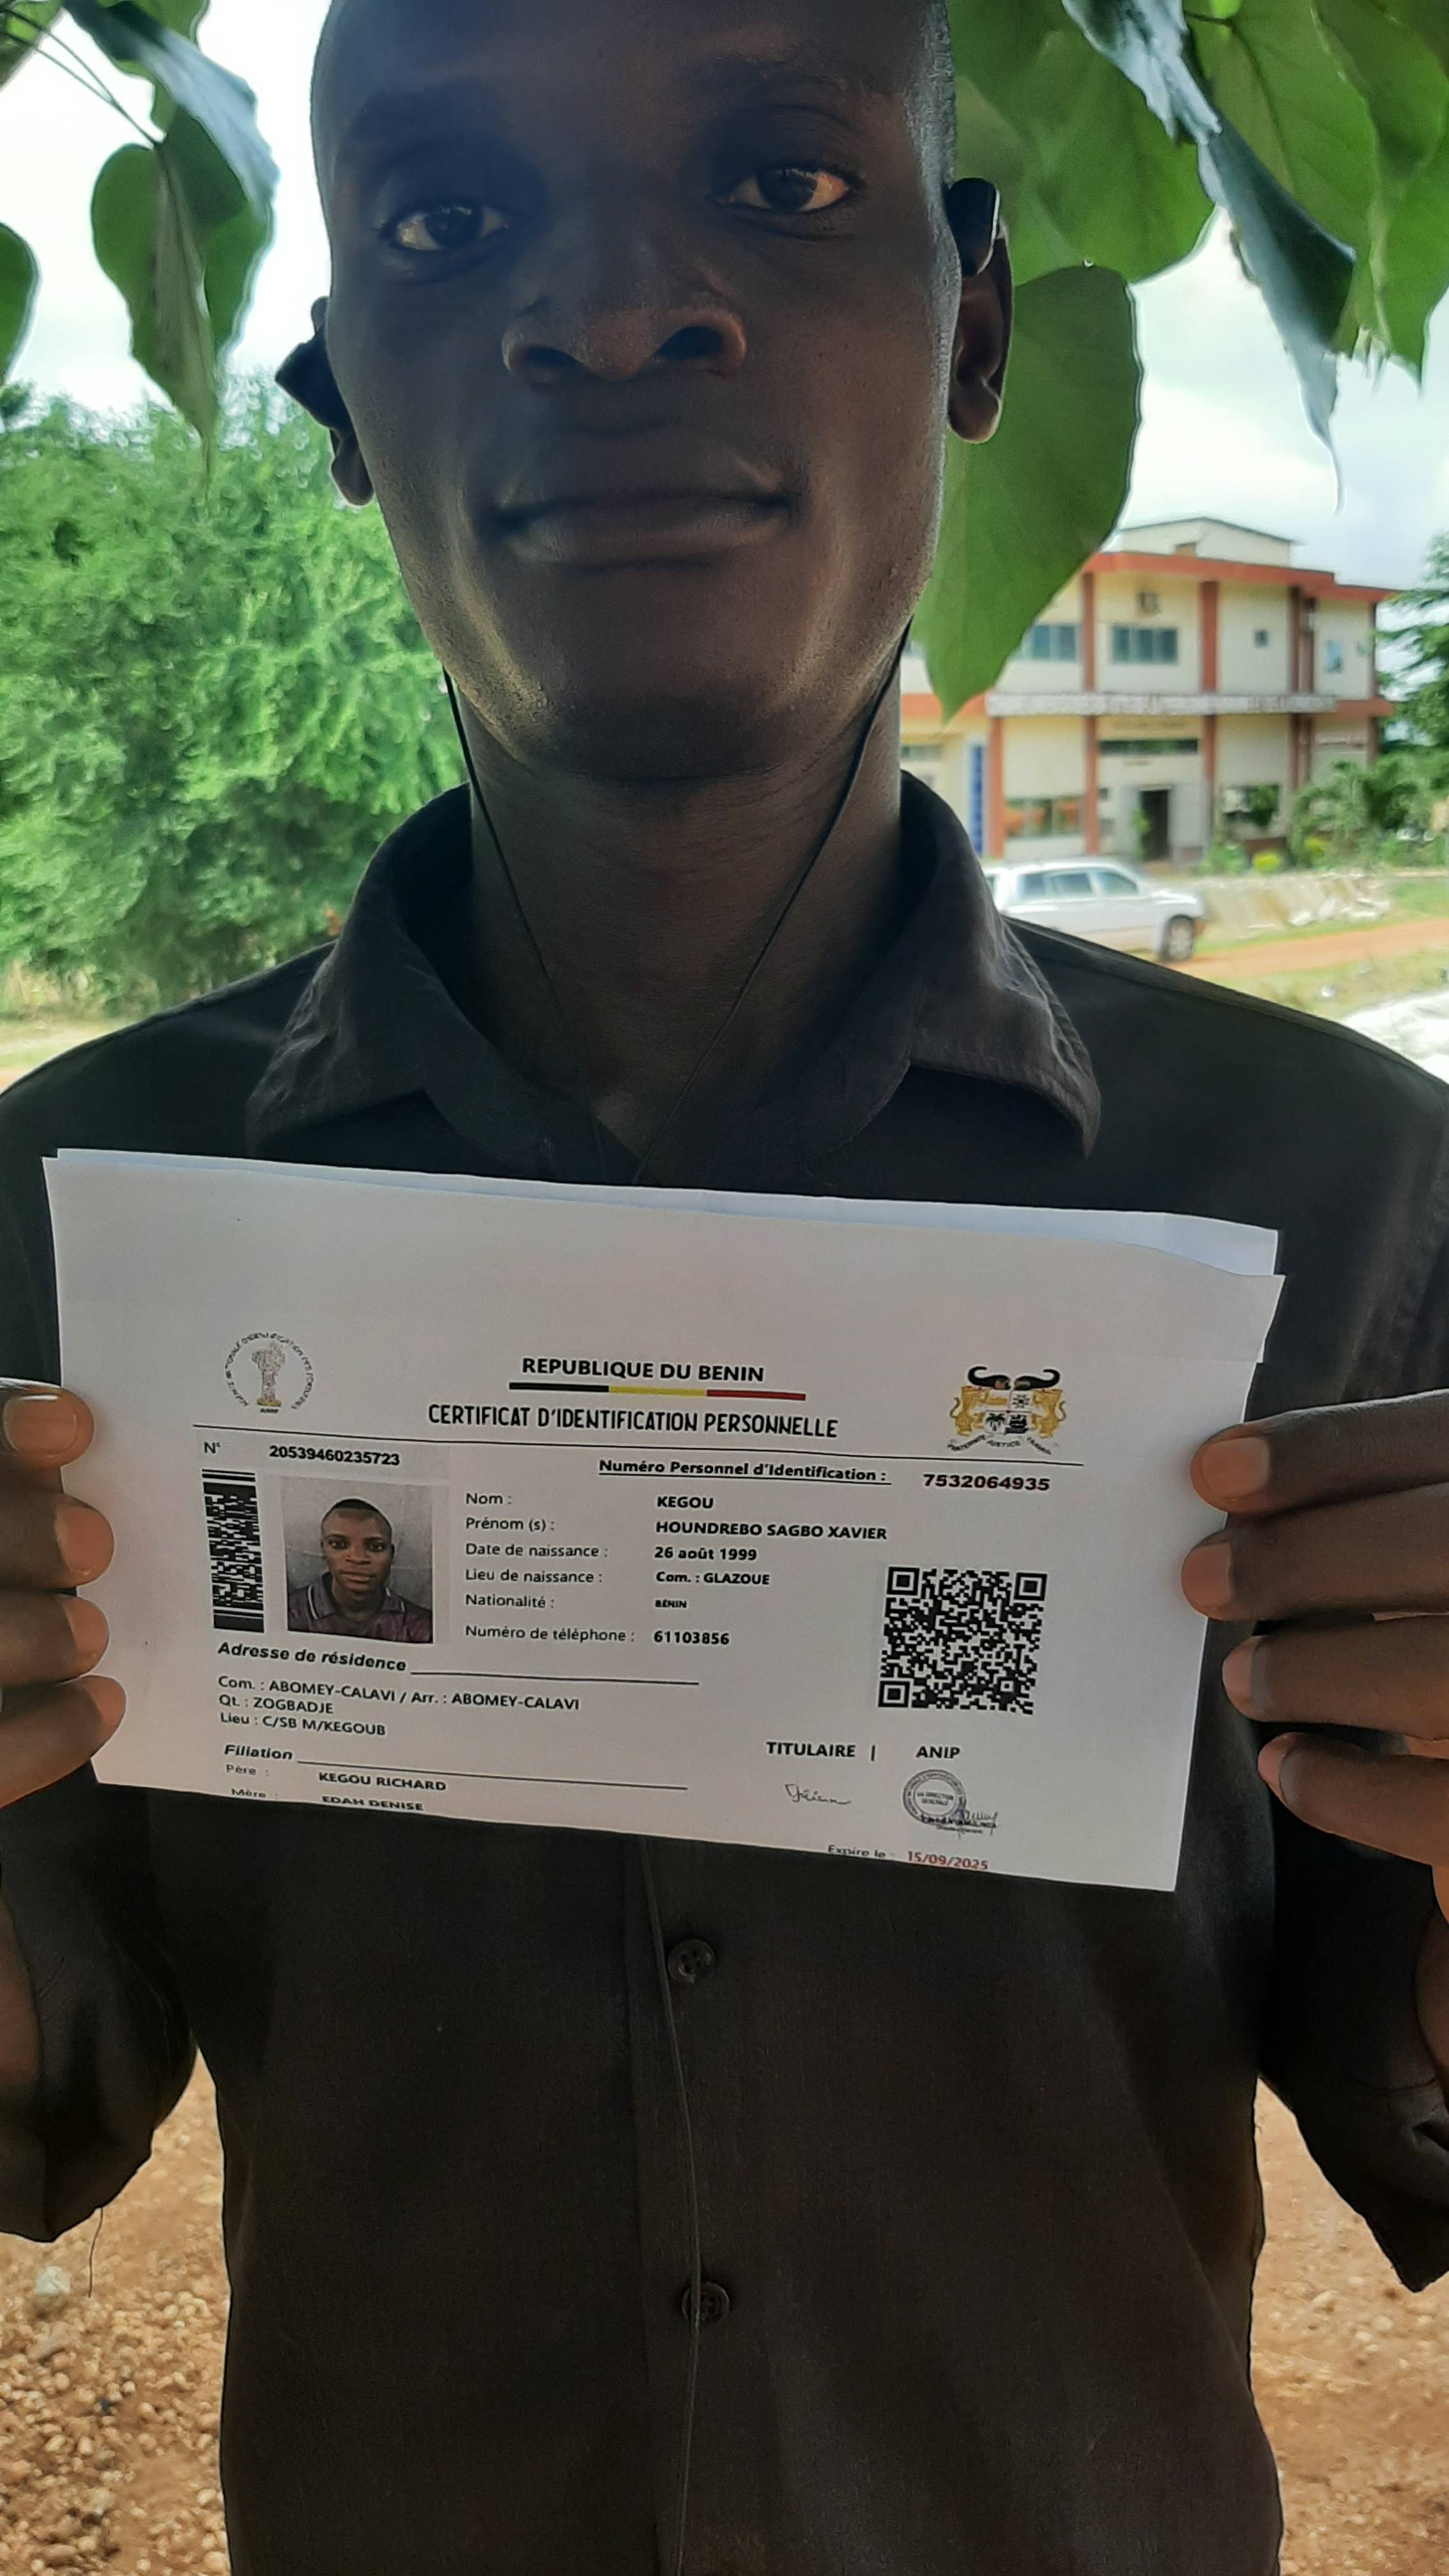 REPUBLIQUE DU BENIN
CERTIFICAT D'IDENTIFICATION PERSONNELLE
N° 20539460235723
Numéro Personnel d'Identification : 7532064935
Nom : KEGOU
Prénom (s) : HOUNDREBO SAGBO XAVIER
Date de naissance : 26 août 1999
Lieu de naissance : Com. : GLAZOUE
Nationalité : BENIN
Numéro de téléphone : 61103856
Adresse de résidence
Com. : ABOMEY-CALAVI / Arr. : ABOMEY-CALAVI
Qt. : ZOGBADJE
Lieu : C/SB M/KEGOUB
Filiation
Père : KEGOU RICHARD
Mère : EDAH DENISE
TITULAIRE | ANIP
Expire le : 15/09/2025